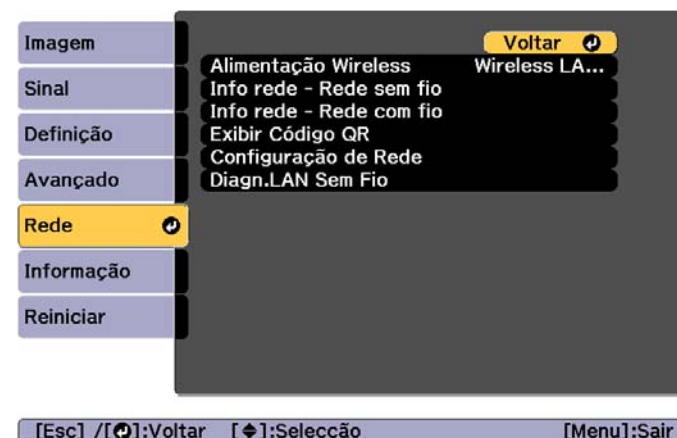 Imagem
Sinal
Definição
Avançado
Rede
Informação
Reiniciar
Voltar
Alimentação Wireless Wireless LA...
Info rede - Rede sem fio
Info rede - Rede com fio
Exibir Código QR
Configuração de Rede
Diagn.LAN Sem Fio
[Esc] /[]:Voltar []:Selecção [Menu]:Sair